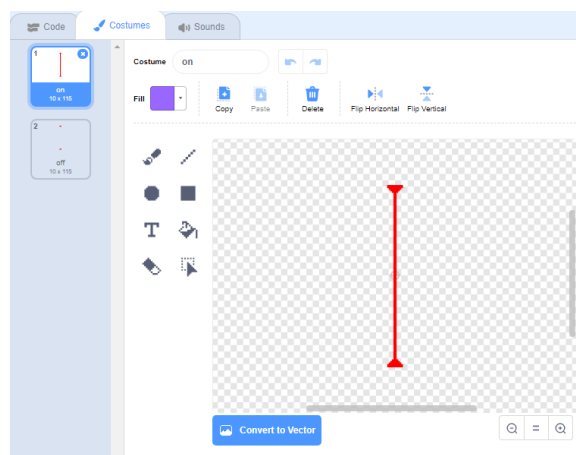 Code Costumes Sounds
1
on
10 x 115
2
off
10 x 115
Costume on
Fill
Copy Paste Delete Flip Horizontal Flip Vertical
T
Convert to Vector